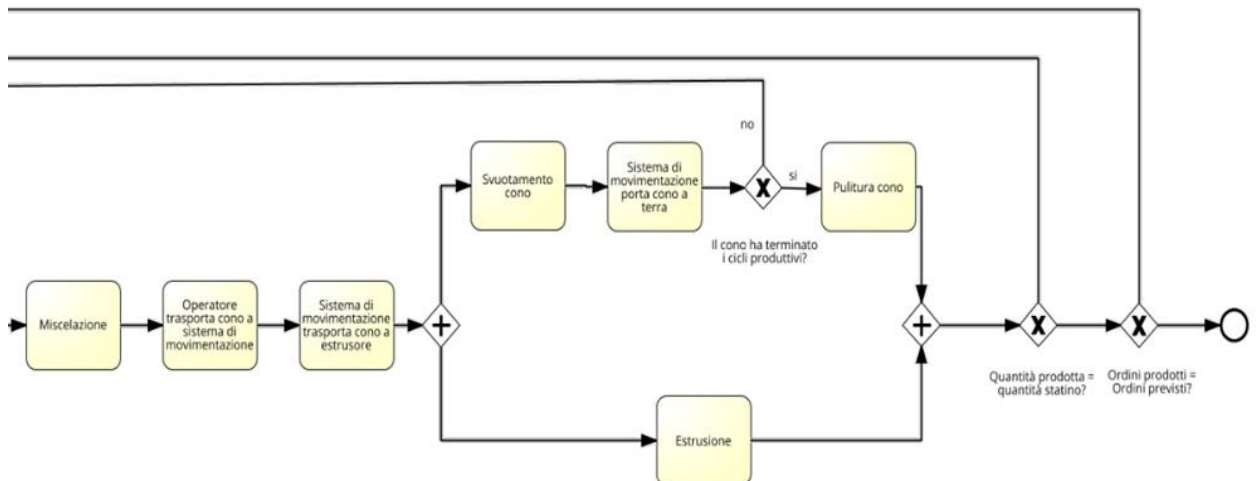 no
Svuotamento
cono
Sistema di
movimentazione
porta cono a
terra
si
Pulitura cono
Il cono ha terminato
i cicli produttivi?
Miscelazione
Operatore
trasporta cono a
sistema di
movimentazione
Sistema di
movimentazione
trasporta cono a
estrusore
Quantità prodotta =
quantità statino?
Ordini prodotti =
Ordini previsti?
Estrusione